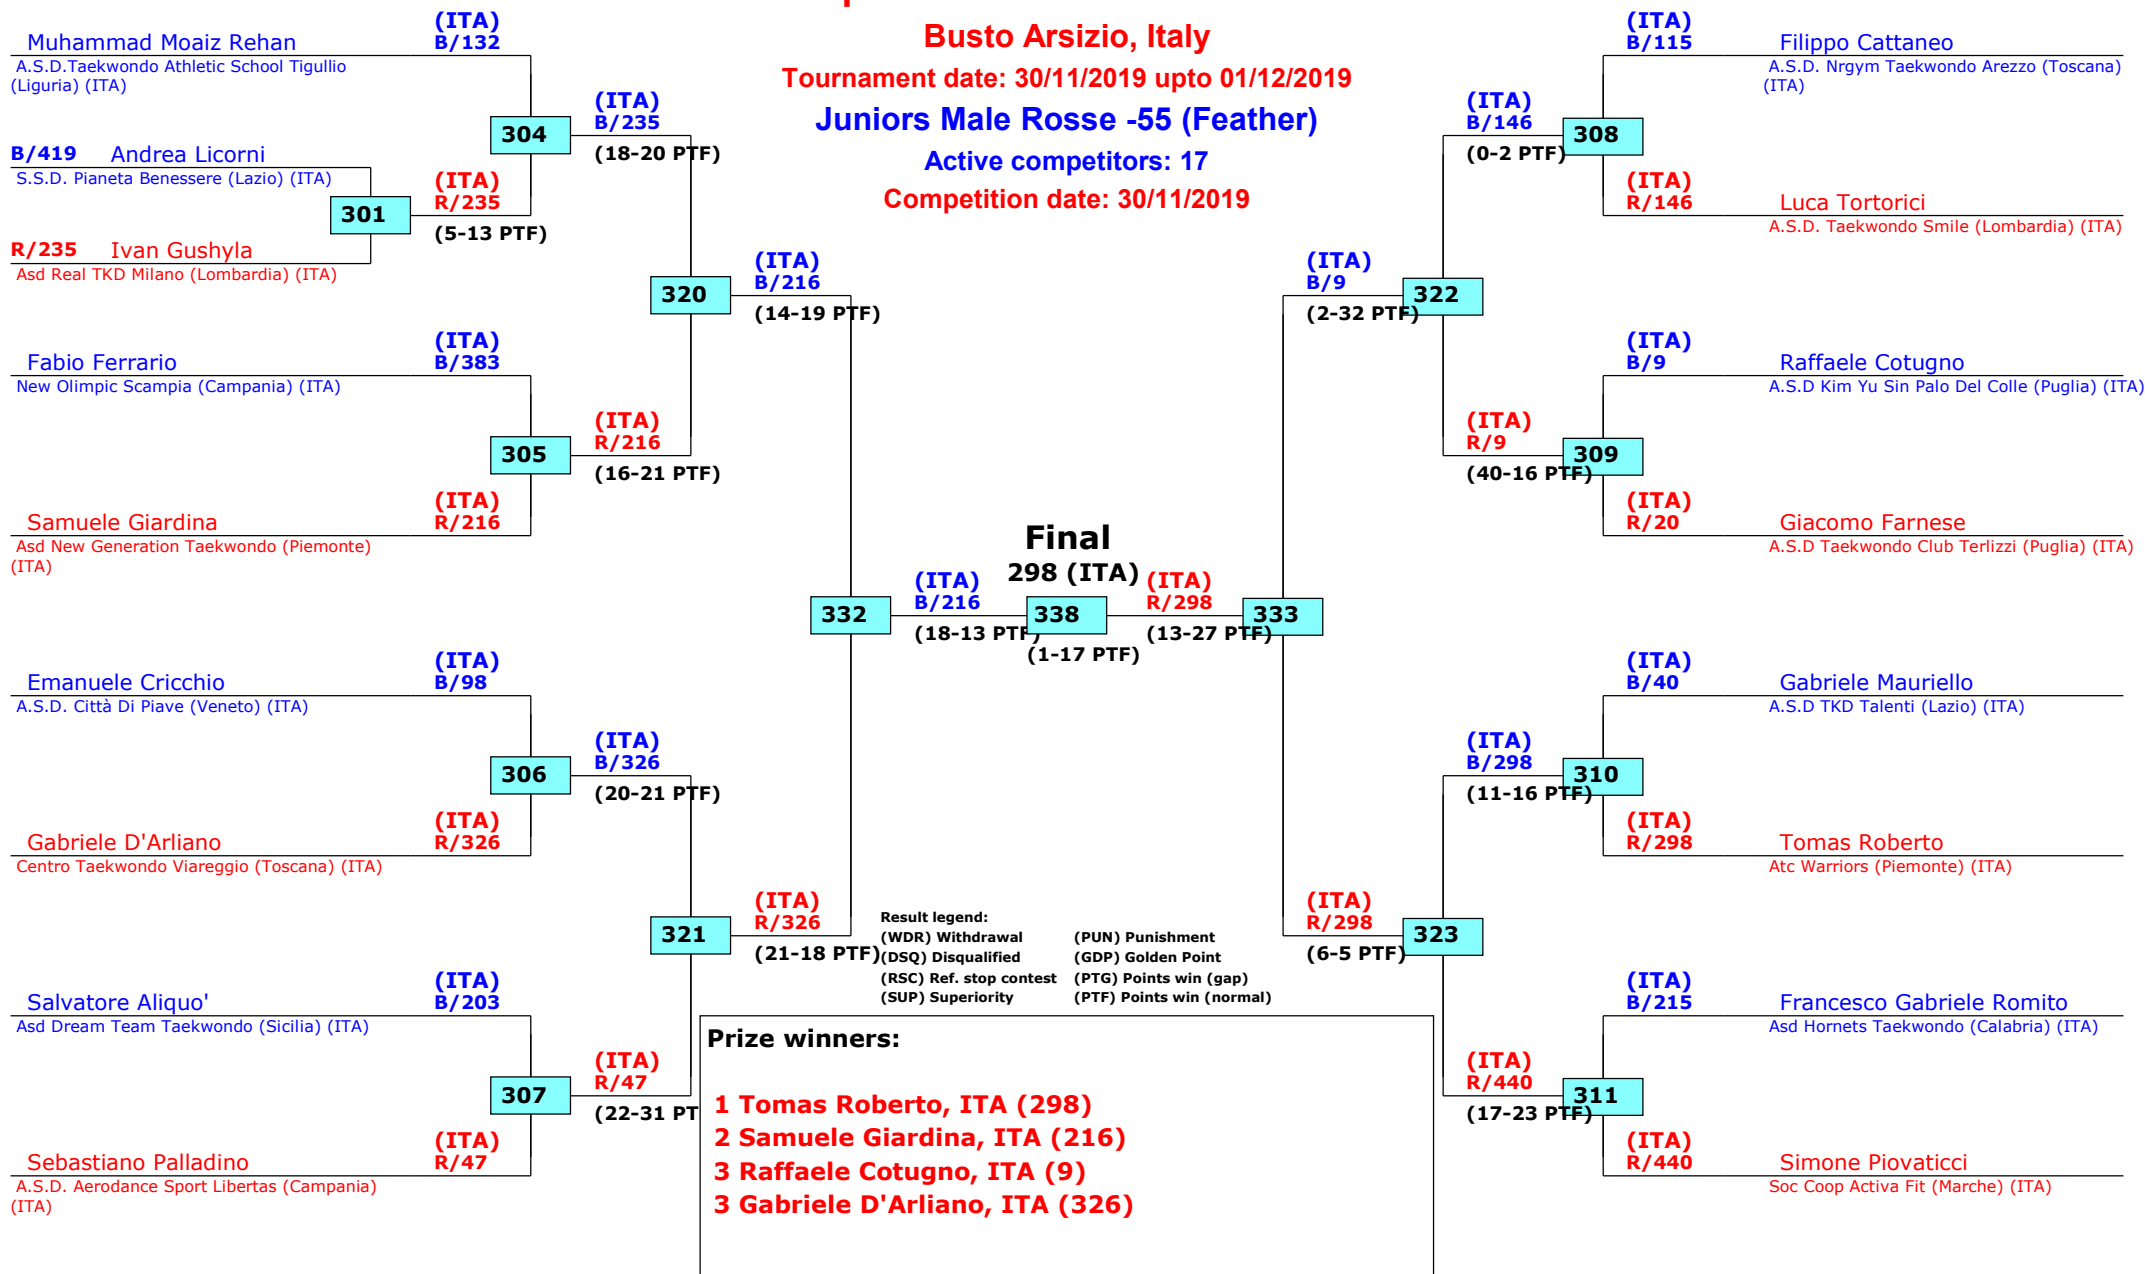 Busto Arsizio, Italy
Tournament date: 30/11/2019 upto 01/12/2019
Juniors Male Rosse -55 (Feather)
Active competitors: 17
Competition date: 30/11/2019
Muhammad Moaiz Rehan
(ITA)
B/132
A.S.D.Taekwondo Athletic School Tigullio
(Liguria) (ITA)
304
(ITA)
B/235
(18-20 PTF)
B/419 Andrea Licorni
S.S.D. Pianeta Benessere (Lazio) (ITA)
301
(ITA)
R/235
(5-13 PTF)
R/235 Ivan Gushyla
Asd Real TKD Milano (Lombardia) (ITA)
320
(ITA)
B/216
(14-19 PTF)
Fabio Ferrario
(ITA)
B/383
New Olimpic Scampia (Campania) (ITA)
305
(ITA)
R/216
(16-21 PTF)
Samuele Giardina
(ITA)
R/216
Asd New Generation Taekwondo (Piemonte)
(ITA)
332
(ITA)
B/216
(18-13 PTF)
Final
298 (ITA)
338
(1-17 PTF)
(ITA)
R/298
(13-27 PTF)
333
Emanuele Cricchio
(ITA)
B/98
A.S.D. Città Di Piave (Veneto) (ITA)
306
(ITA)
B/326
(20-21 PTF)
Gabriele D'Arliano
(ITA)
R/326
Centro Taekwondo Viareggio (Toscana) (ITA)
321
(ITA)
R/326
(21-18 PTF)
Salvatore Aliquo'
(ITA)
B/203
Asd Dream Team Taekwondo (Sicilia) (ITA)
307
(ITA)
R/47
(22-31 PT
Sebastiano Palladino
(ITA)
R/47
A.S.D. Aerodance Sport Libertas (Campania)
(ITA)
(ITA)
B/115
Filippo Cattaneo
A.S.D. Nrgym Taekwondo Arezzo (Toscana)
(ITA)
(ITA)
B/146
308
(0-2 PTF)
(ITA)
R/146
Luca Tortorici
A.S.D. Taekwondo Smile (Lombardia) (ITA)
(ITA)
B/9
322
(2-32 PTF)
(ITA)
B/9
Raffaele Cotugno
A.S.D Kim Yu Sin Palo Del Colle (Puglia) (ITA)
(ITA)
R/9
309
(40-16 PTF)
(ITA)
R/20
Giacomo Farnese
A.S.D Taekwondo Club Terlizzi (Puglia) (ITA)
(ITA)
B/40
Gabriele Mauriello
A.S.D TKD Talenti (Lazio) (ITA)
(ITA)
B/298
310
(11-16 PTF)
(ITA)
R/298
Tomas Roberto
Atc Warriors (Piemonte) (ITA)
(ITA)
R/298
323
(6-5 PTF)
(ITA)
B/215
Francesco Gabriele Romito
Asd Hornets Taekwondo (Calabria) (ITA)
(ITA)
R/440
311
(17-23 PTF)
(ITA)
R/440
Simone Piovaticci
Soc Coop Activa Fit (Marche) (ITA)
Result legend:
(WDR) Withdrawal (PUN) Punishment
(DSQ) Disqualified (GDP) Golden Point
(RSC) Ref. stop contest (PTG) Points win (gap)
(SUP) Superiority (PTF) Points win (normal)
Prize winners:
1 Tomas Roberto, ITA (298)
2 Samuele Giardina, ITA (216)
3 Raffaele Cotugno, ITA (9)
3 Gabriele D'Arliano, ITA (326)